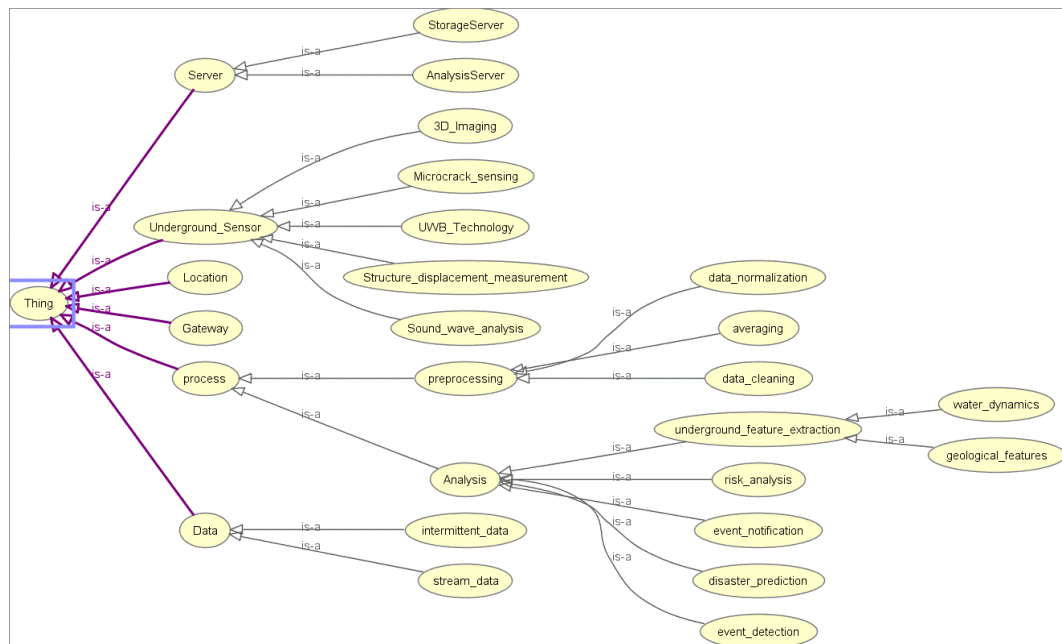 StorageServer
is-a
Server
is-a
AnalysisServer
3D_Imaging
is-a
Microcrack_sensing
is-a
is-a
Underground_Sensor
is-a
UWB_Technology
is-a
is-a
Location
is-a
Structure_displacement_measurement
data_normalization
is-a
Thing
is-a
Gateway
Sound_wave_analysis
is-a
averaging
is-a
is-a
process
is-a
preprocessing
is-a
data_cleaning
is-a
water_dynamics
is-a
underground_feature_extraction
is-a
is-a
geological_features
is-a
Analysis
is-a
risk_analysis
is-a
Data
is-a
intermittent_data
is-a
event_notification
is-a
is-a
stream_data
disaster_prediction
event_detection